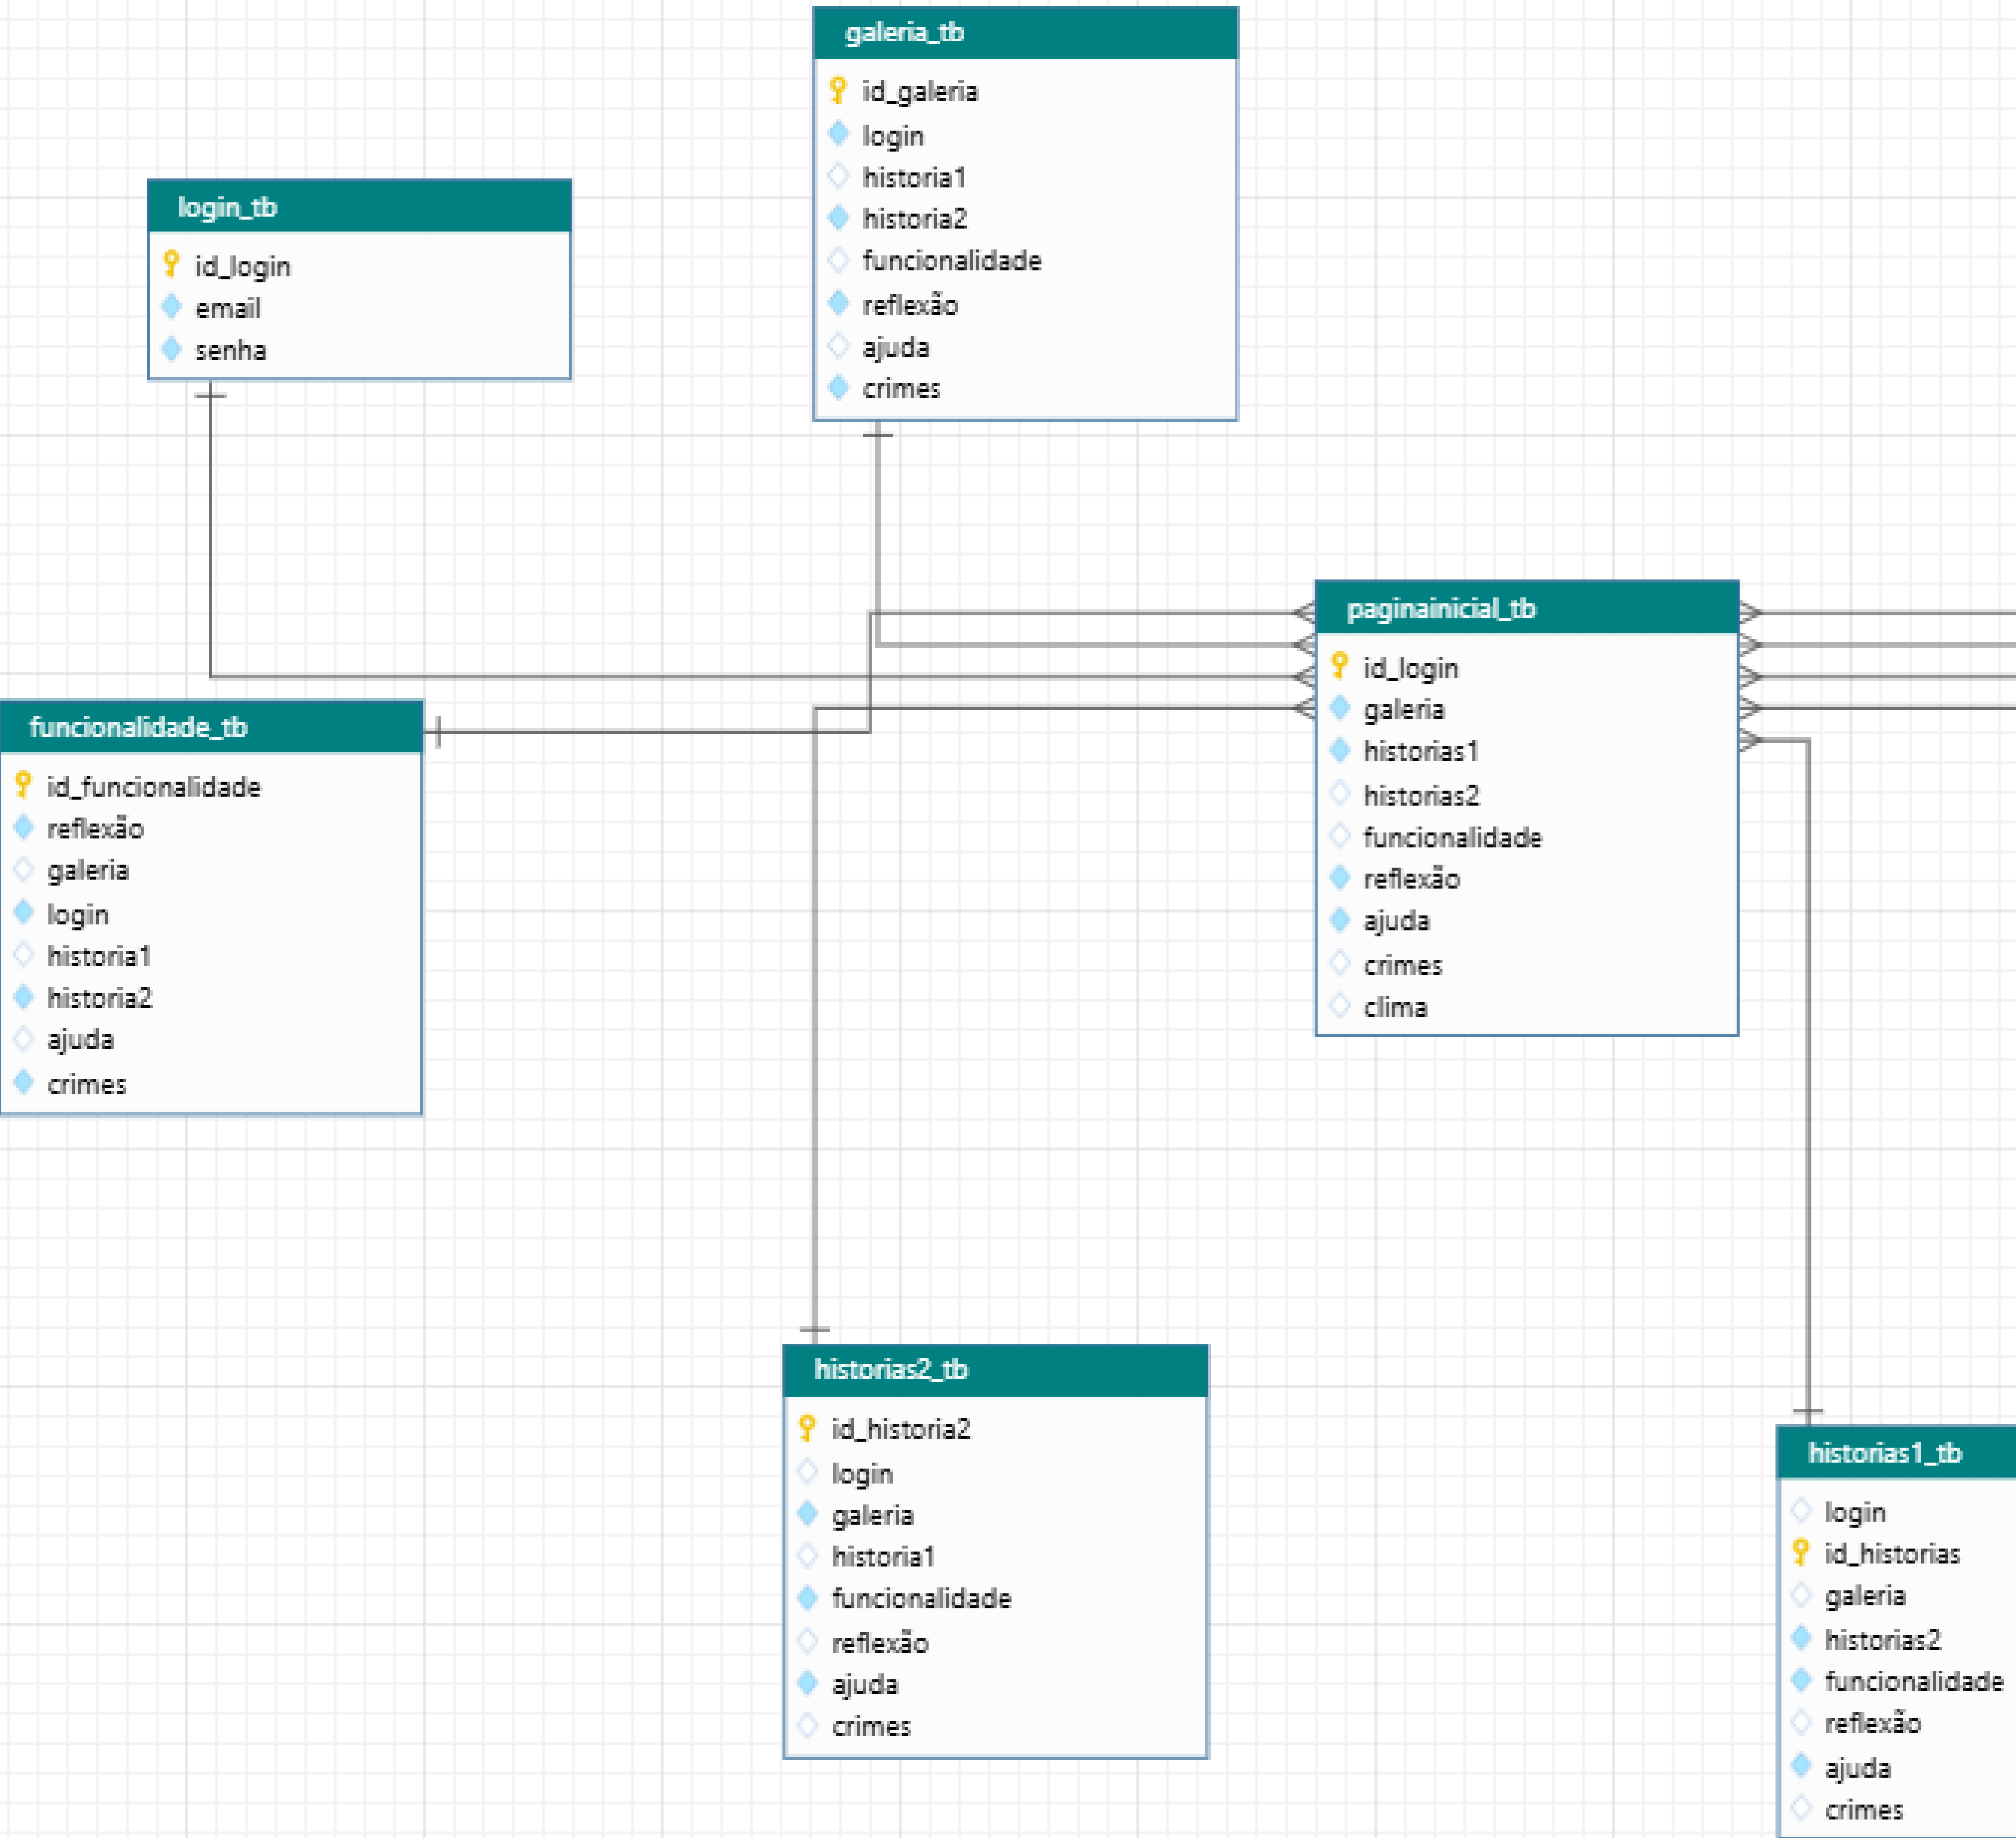 galeria_tb
id_galeria
login
historia1
historia2
funcionalidade
reflexão
ajuda
crimes
login_tb
id_login
email
senha
paginainicial_tb
id_login
galeria
historias1
historias2
funcionalidade
reflexão
ajuda
crimes
clima
funcionalidade_tb
id_funcionalidade
reflexão
galeria
login
historia1
historia2
ajuda
crimes
historias2_tb
id_historia2
login
galeria
historia1
funcionalidade
reflexão
ajuda
crimes
historias1_tb
login
id_historias
galeria
historias2
funcionalidade
reflexão
ajuda
crimes